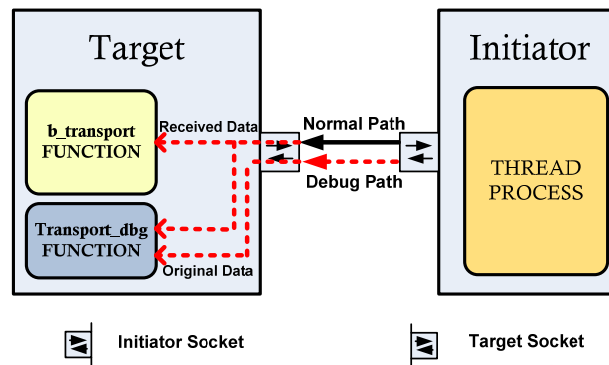 Target
Initiator
b_transport
FUNCTION
Received Data
Normal Path
Debug Path
THREAD
PROCESS
Transport_dbg
FUNCTION
Original Data
Initiator Socket
Target Socket